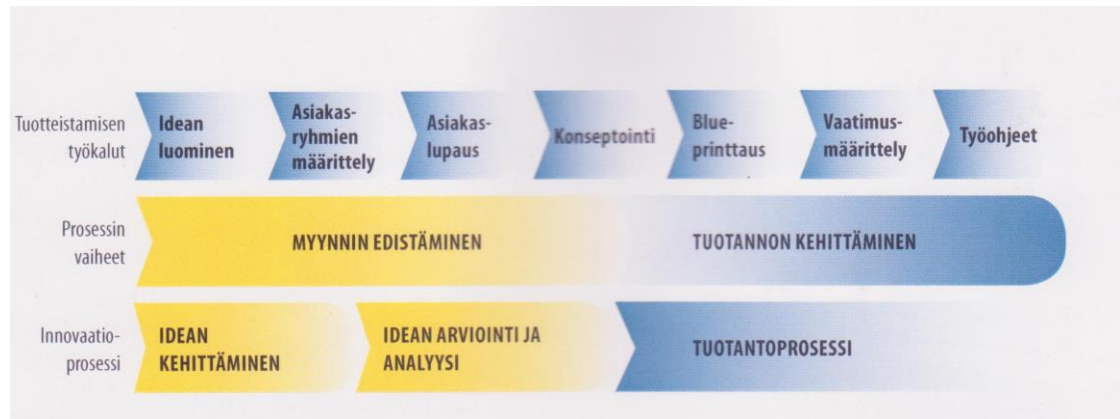 Tuotteistamisen
työkalut
Idean
luominen
Asiakas-
ryhmien
määrittely
Asiakas-
lupaus
Konseptointi
Blue-
printtaus
Vaatimus-
määrittely
Työohjeet
Prosessin
vaiheet
MYYNNIN EDISTÄMINEN
TUOTANNON KEHITTÄMINEN
Innovaatio-
prosessi
IDEAN
KEHITTÄMINEN
IDEAN ARVIOINTI JA
ANALYYSI
TUOTANTOPROSESSI